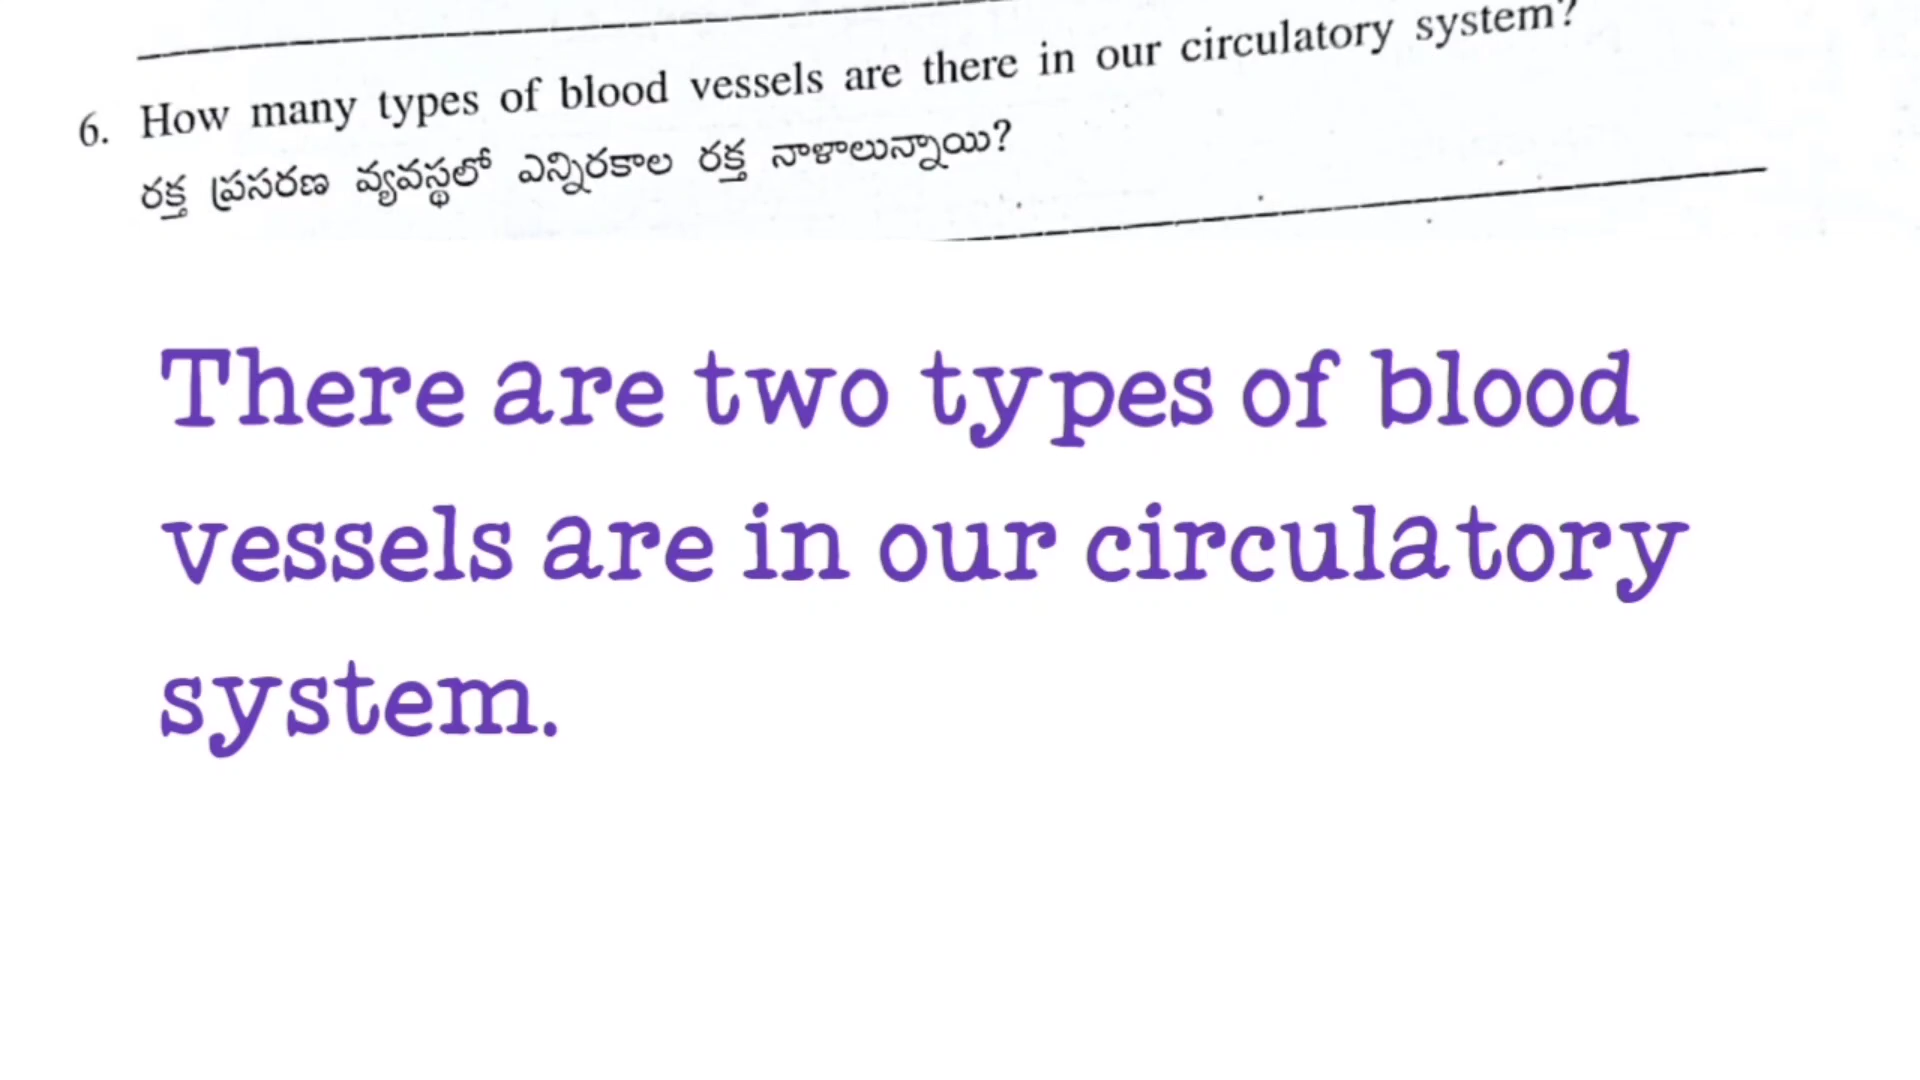 6. How many types of blood vessels are there in our circulatory system?
రక్త ప్రసరణ వ్యవస్థలో ఎన్నిరకాల రక్త నాళాలున్నాయి?
There are two types of blood
vessels are in our circulatory
system.